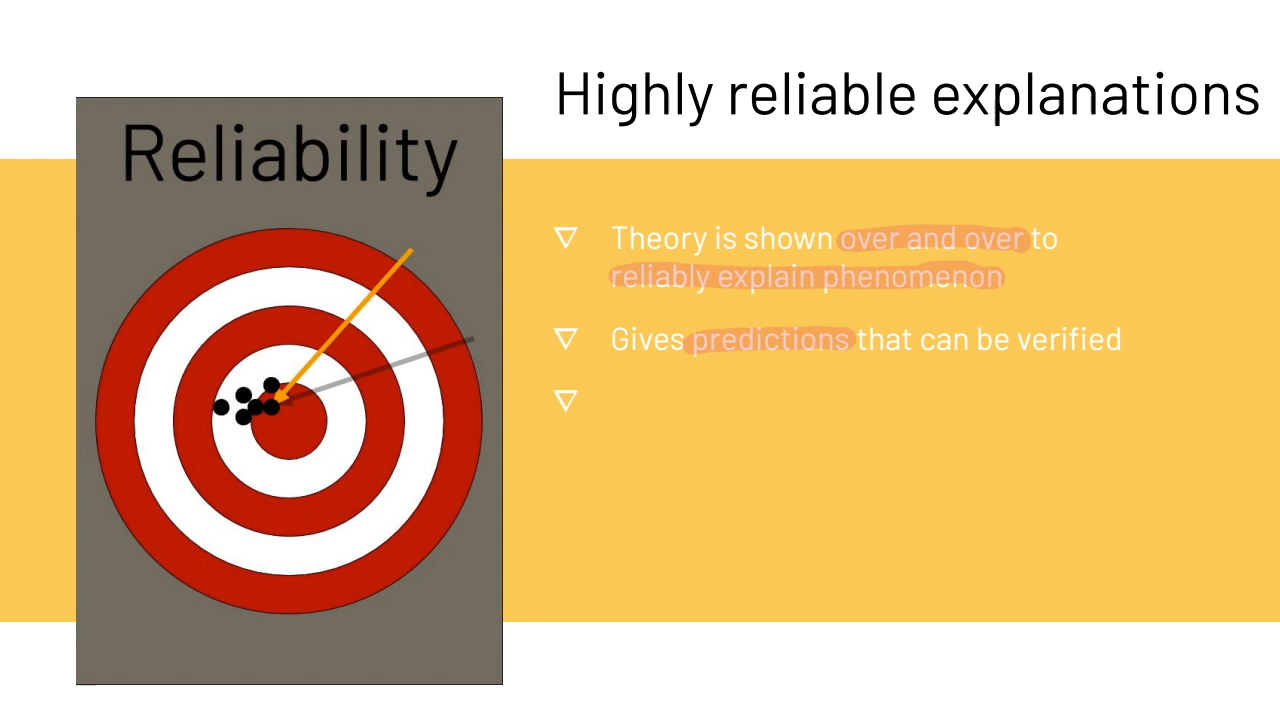 Highly reliable explanations
Reliability
Theory is shown over and over to
reliably explain phenomenon
Gives predictions that can be verified